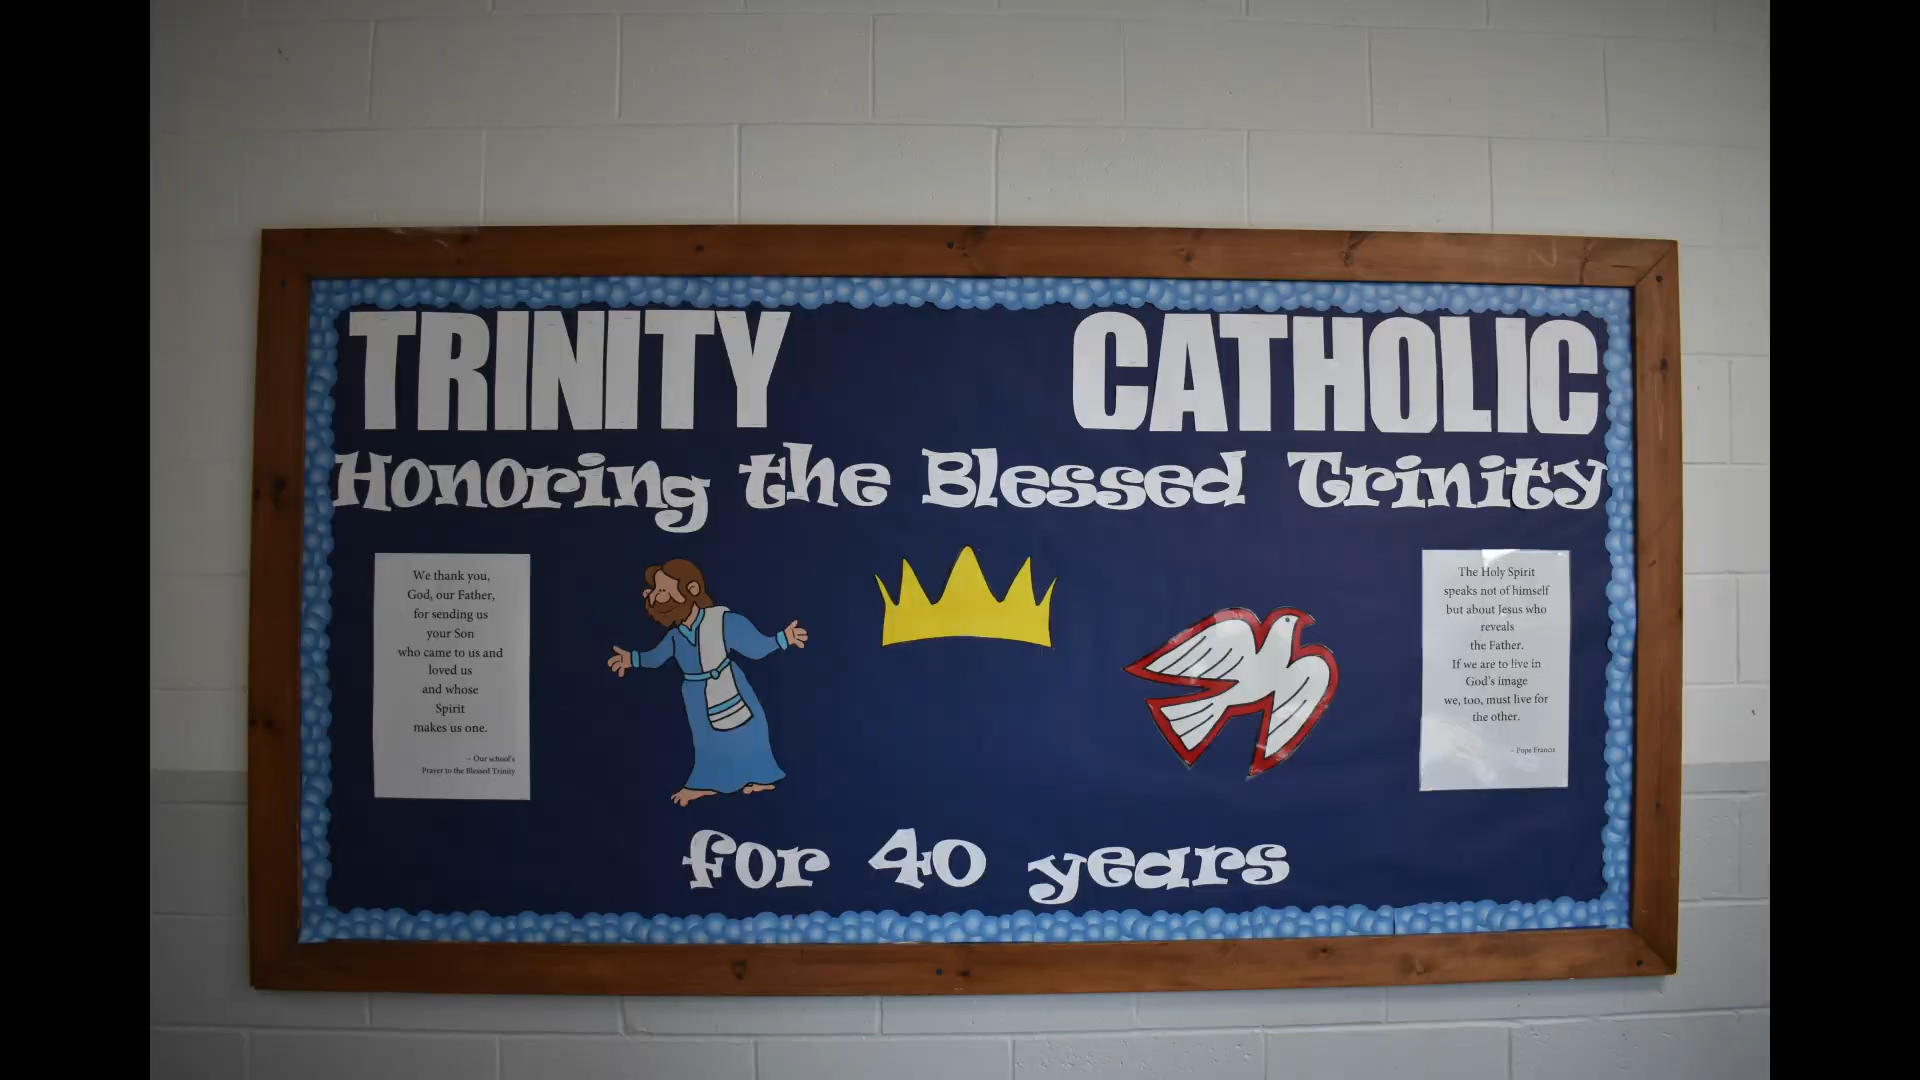 TRINITY CATHOLIC
Honoring the Blessed Trinity
We thank you,
God, our Father,
for sending us
your Son
who came to us and
loved us
and whose
Spirit
makes us one.
– Our school's
Prayer to the Blessed Trinity
The Holy Spirit
speaks not of himself
but about Jesus who
reveals
the Father.
If we are to live in
God's image
we, too, must live for
the other.
– Pope Francis
for 40 years